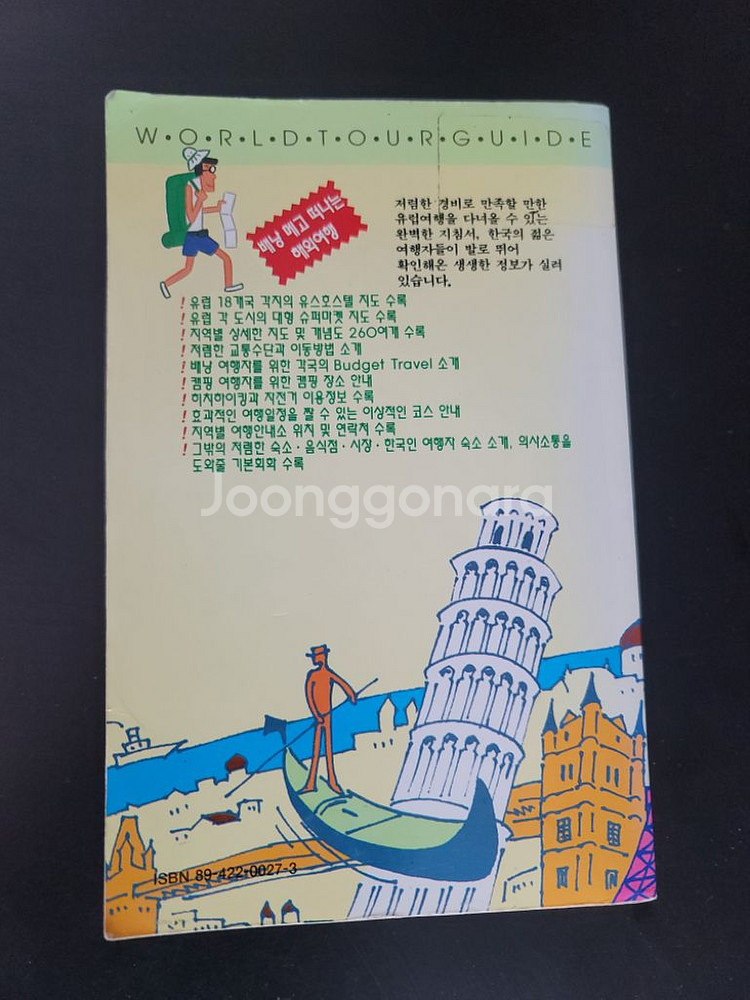 W•O•R•L•D•T•O•U•R•G•U•I•D•E
배낭 메고 떠나는
해외여행
저렴한 경비로 만족할 만한
유럽여행을 다녀올 수 있는
완벽한 지침서, 한국의 젊은
여행자들이 발로 뛰어
확인해온 생생한 정보가 실려
있습니다.
! 유럽 18개국 각지의 유스호스텔 지도 수록
! 유럽 각 도시의 대형 슈퍼마켓 지도 수록
! 지역별 상세한 지도 및 개념도 260여개 수록
! 저렴한 교통수단과 이동방법 소개
! 배낭 여행자를 위한 각국의 Budget Travel 소개
! 캠핑 여행자를 위한 캠핑 장소 안내
! 히치하이킹과 자전기 이용정보 수록
! 효과적인 여행일정을 짤 수 있는 이상적인 코스 안내
! 지역별 여행안내소 위치 및 연락처 수록
! 그밖의 저렴한 숙소·음식점·시장·한국인 여행자 숙소 소개, 의사소통을
도와줄 기본회화 수록
Joonggonara
ISBN 89-422-0027-3